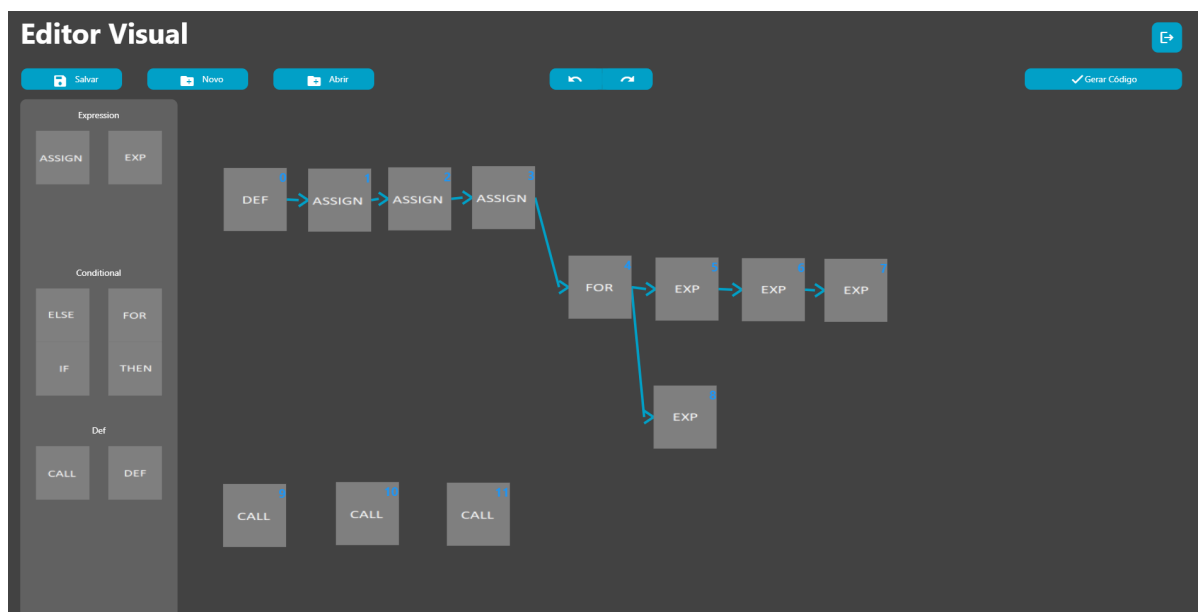 Editor Visual
Salvar Novo Abrir Gerar Código
Expression
ASSIGN EXP
Conditional
ELSE FOR
IF THEN
Def
CALL DEF
0 1 2 3
DEF ASSIGN ASSIGN ASSIGN
4 5 6 7
FOR EXP EXP EXP
8
EXP
9 10 11
CALL CALL CALL